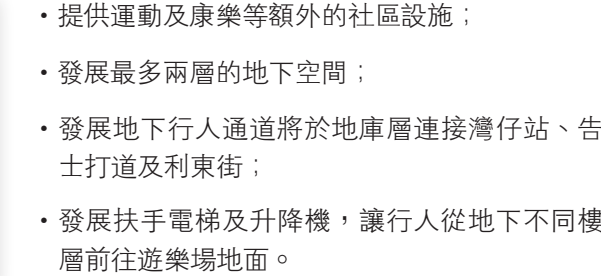 •提供運動及康樂等額外的社區設施；
•發展最多兩層的地下空間；
•發展地下行人通道將於地庫層連接灣仔站、告
士打道及利東街；
•發展扶手電梯及升降機，讓行人從地下不同樓
層前往遊樂場地面。